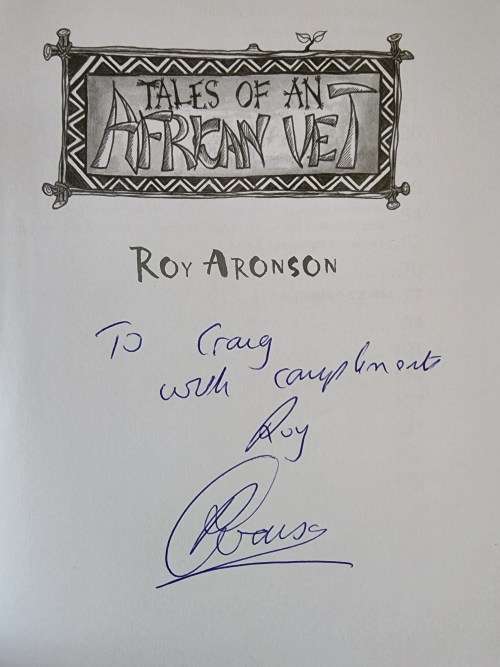 TALES OF AN
AFRICAN VET
ROY ARONSON
To Craig
with compliments
Roy